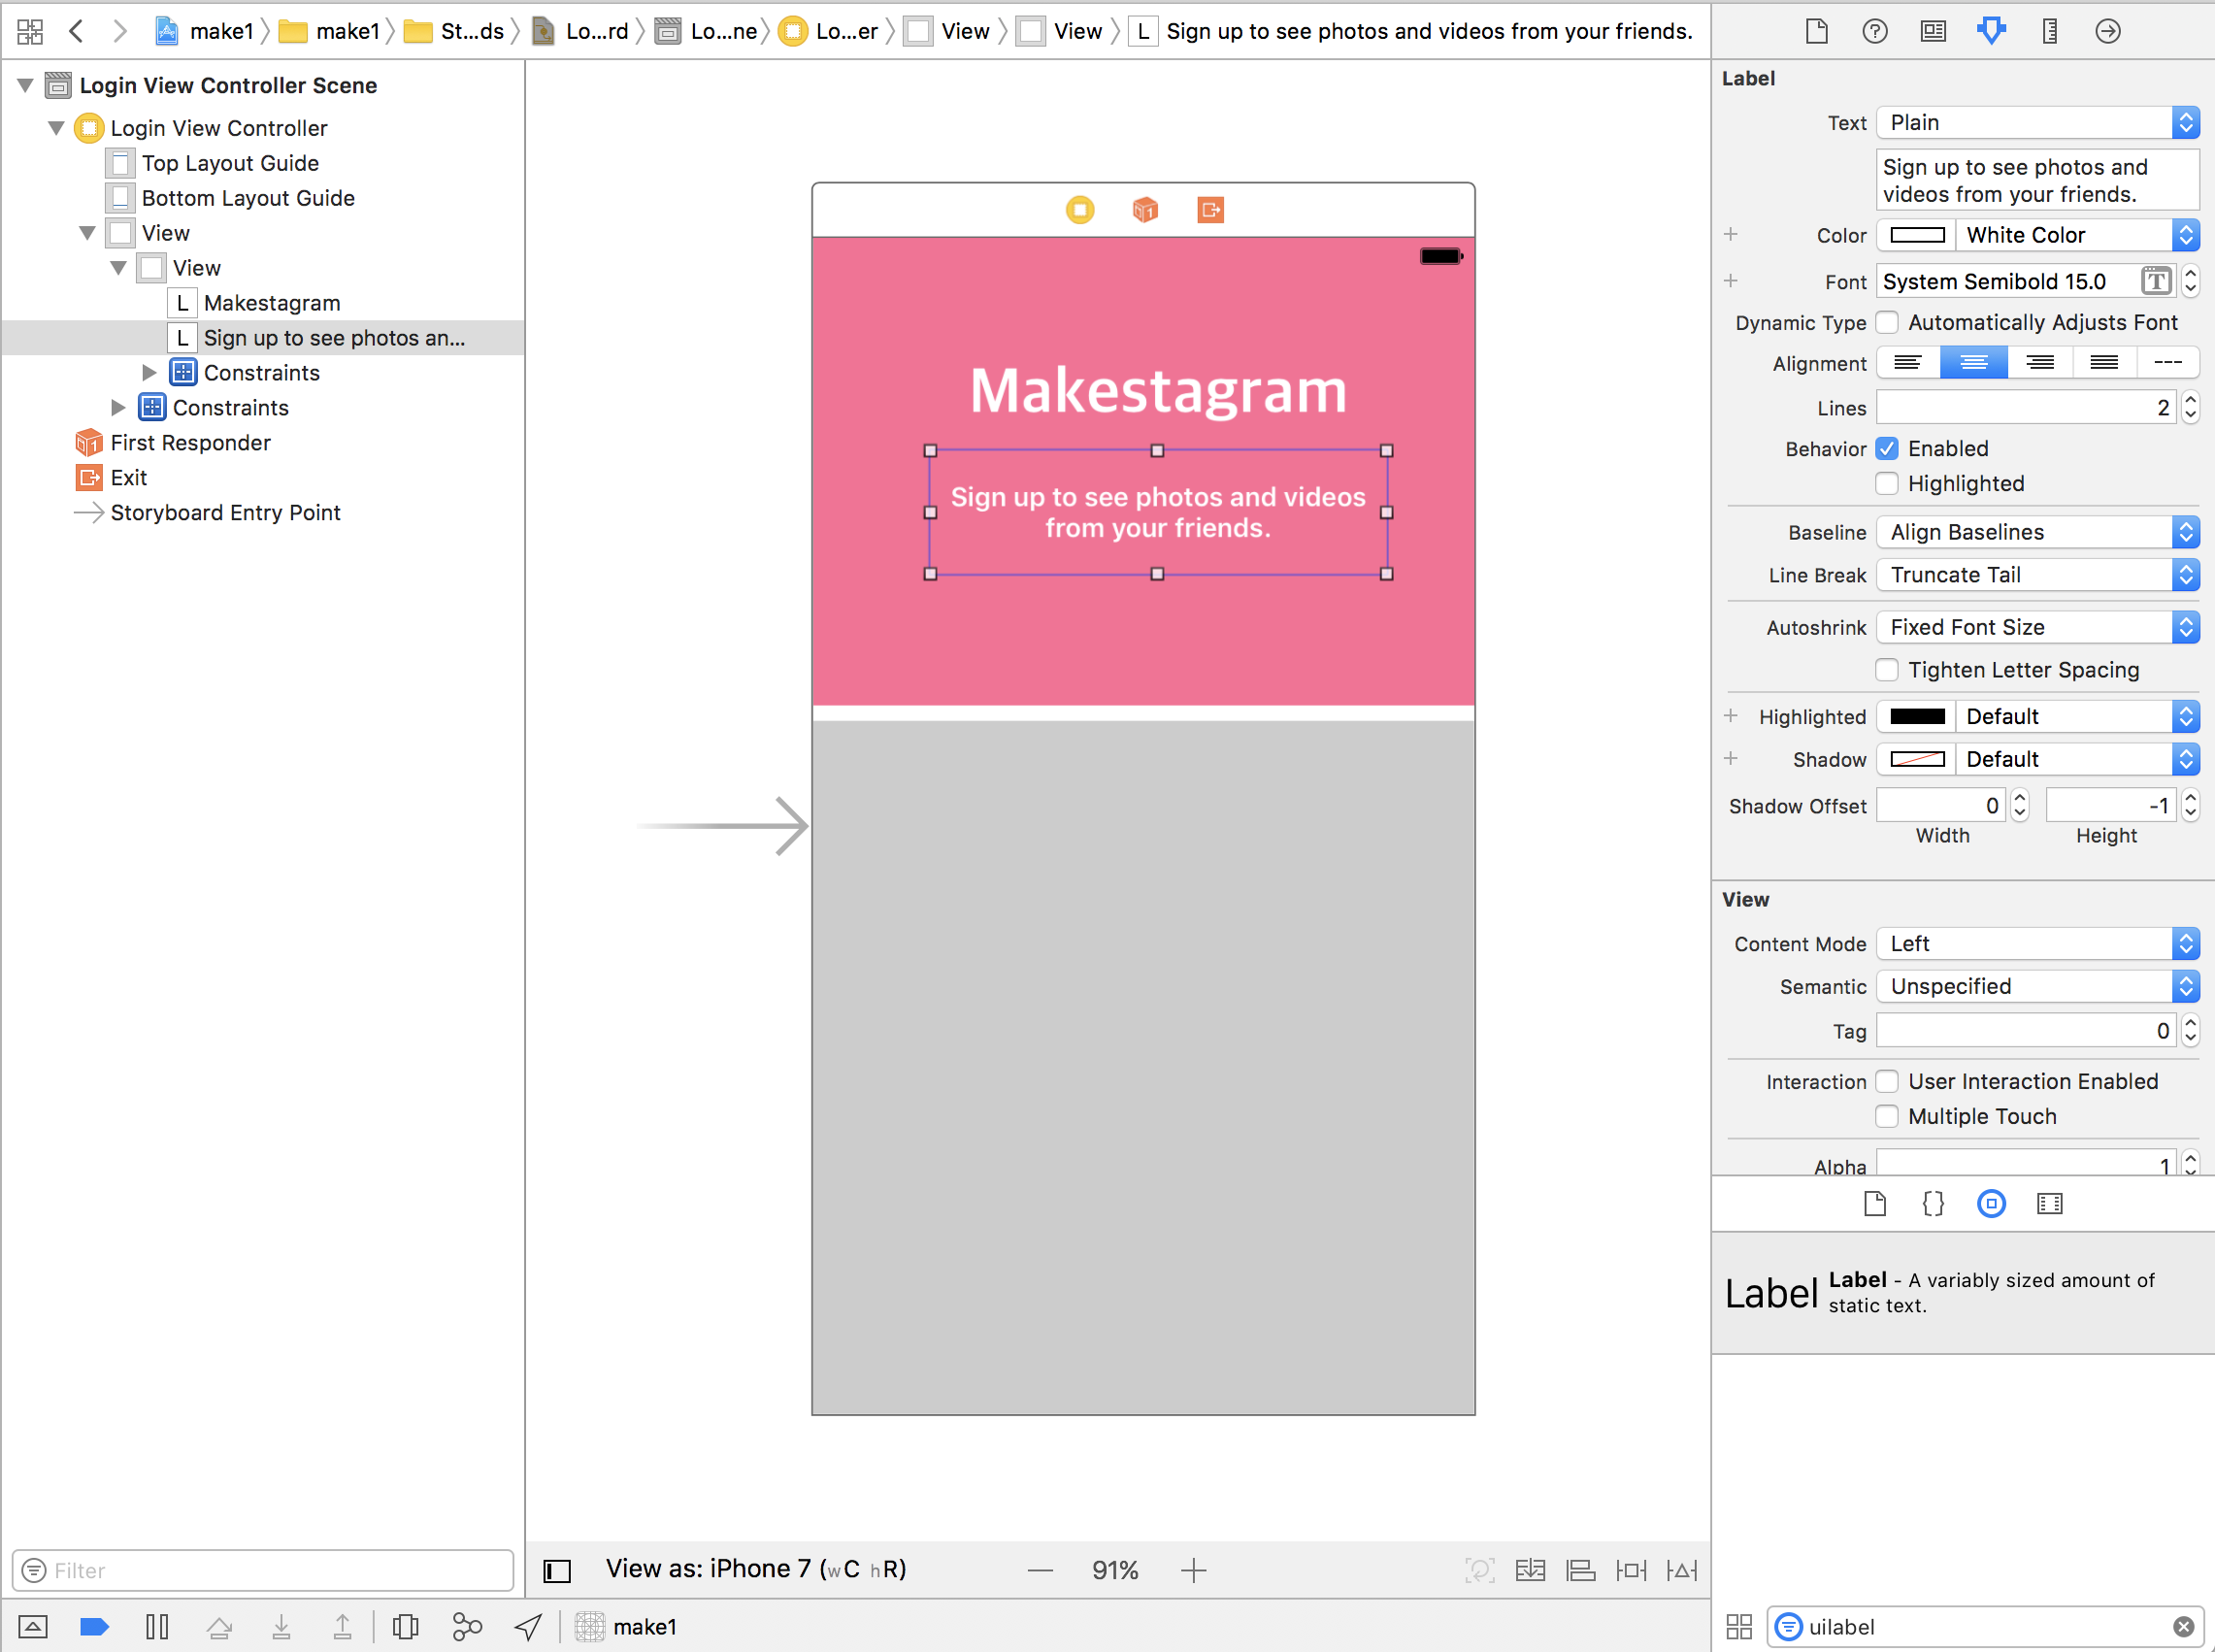 make1 make1 St...ds Lo...rd Lo...ne Lo...er View View L Sign up to see photos and videos from your friends.
Login View Controller Scene
Login View Controller
Top Layout Guide
Bottom Layout Guide
View
View
L Makestagram
L Sign up to see photos an...
Constraints
Constraints
1 First Responder
Exit
Storyboard Entry Point
Filter
1
Makestagram
Sign up to see photos and videos
from your friends.
View as: iPhone 7 (wC hR)
91%
make1
Label
Text Plain
Sign up to see photos and
videos from your friends.
Color White Color
Font System Semibold 15.0 T
Dynamic Type Automatically Adjusts Font
Alignment
Lines 2
Behavior Enabled
Highlighted
Baseline Align Baselines
Line Break Truncate Tail
Autoshrink Fixed Font Size
Tighten Letter Spacing
Highlighted Default
Shadow Default
Shadow Offset 0 -1
Width Height
View
Content Mode Left
Semantic Unspecified
Tag 0
Interaction User Interaction Enabled
Multiple Touch
Alpha 1
{}
Label Label - A variably sized amount of
static text.
uilabel